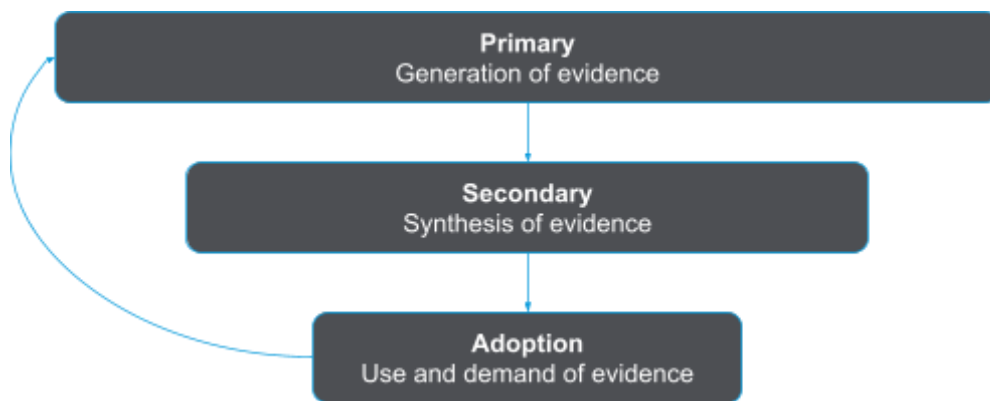 Primary
Generation of evidence
Secondary
Synthesis of evidence
Adoption
Use and demand of evidence